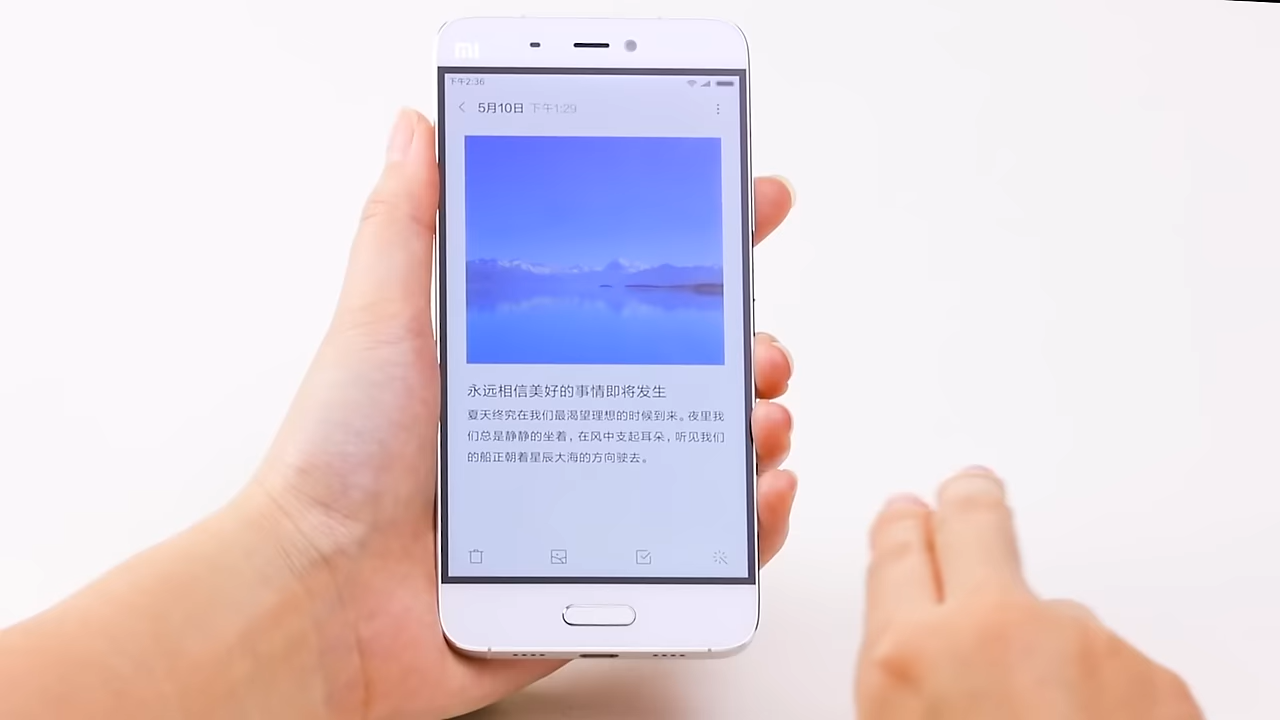 mi
下午2:36
5月10日 下午1:29
永远相信美好的事情即将发生
夏天终究在我们最渴望理想的时候到来。夜里我
们总是静静的坐着，在风中支起耳朵，听见我们
的船正朝着星辰大海的方向驶去。